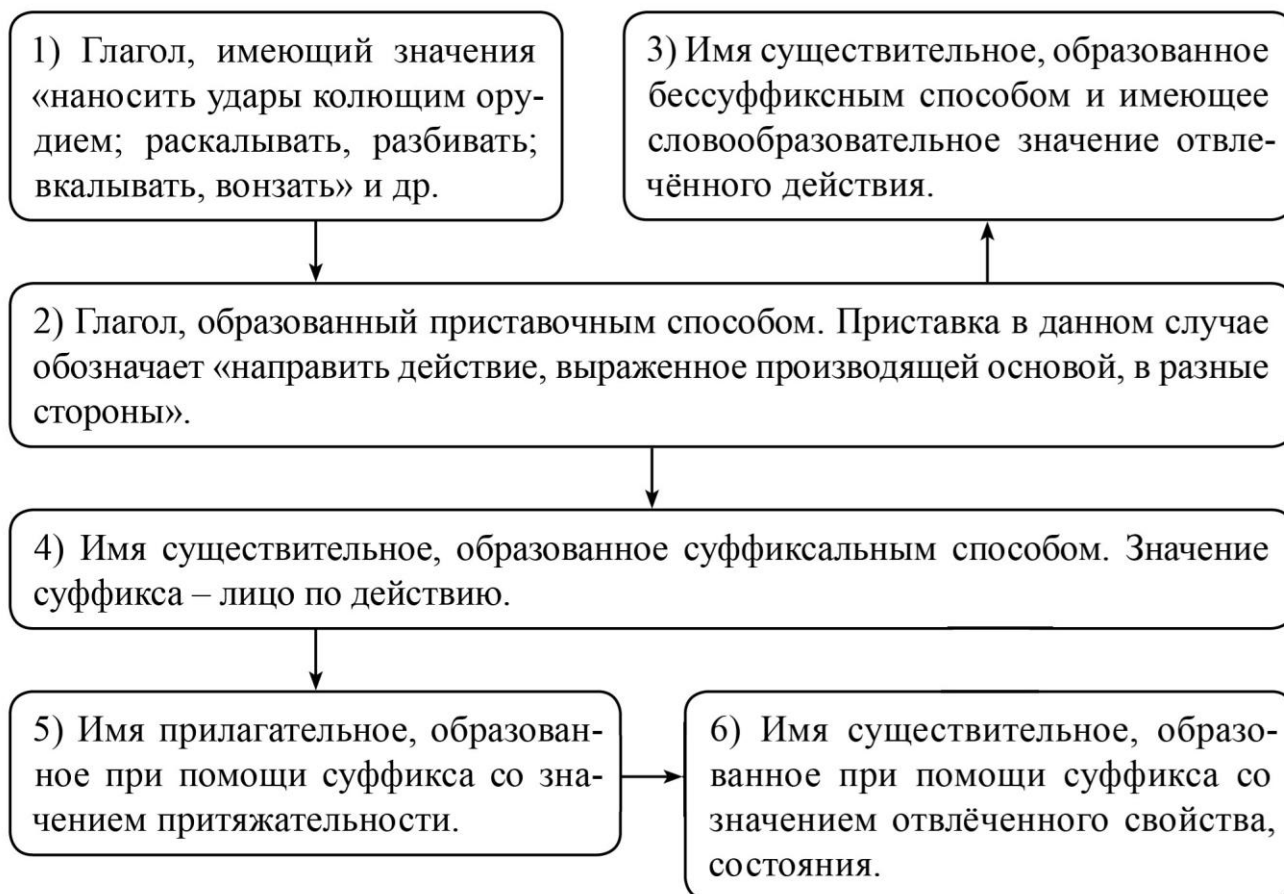 1) Глагол, имеющий значения
«наносить удары колющим ору-
дием; раскалывать, разбивать;
вкалывать, вонзать» и др.
3) Имя существительное, образованное
бессуффиксным способом и имеющее
словообразовательное значение отвле-
чённого действия.
2) Глагол, образованный приставочным способом. Приставка в данном случае
обозначает «направить действие, выраженное производящей основой, в разные
стороны».
4) Имя существительное, образованное суффиксальным способом. Значение
суффикса – лицо по действию.
5) Имя прилагательное, образован-
ное при помощи суффикса со зна-
чением притяжательности.
6) Имя существительное, образо-
ванное при помощи суффикса со
значением отвлёченного свойства,
состояния.